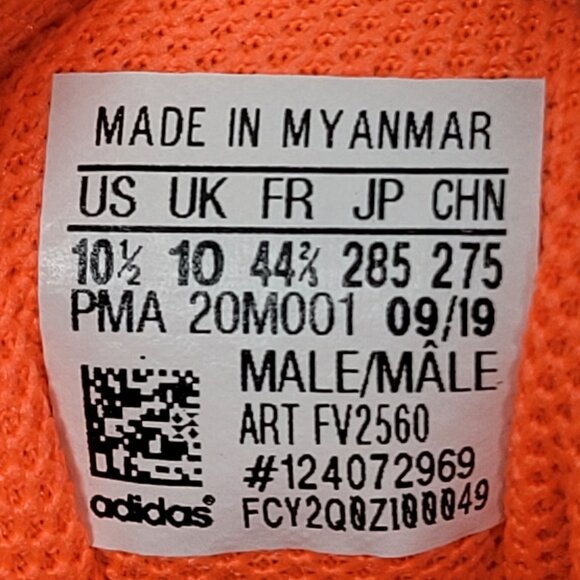 MADE IN MYANMAR
US UK FR JP CHN
10½ 10 44⅔ 285 275
PMA 20M001 09/19
MALE/MÂLE
ART FV2560
#124072969
adidas® FCY2Q0ZI00049